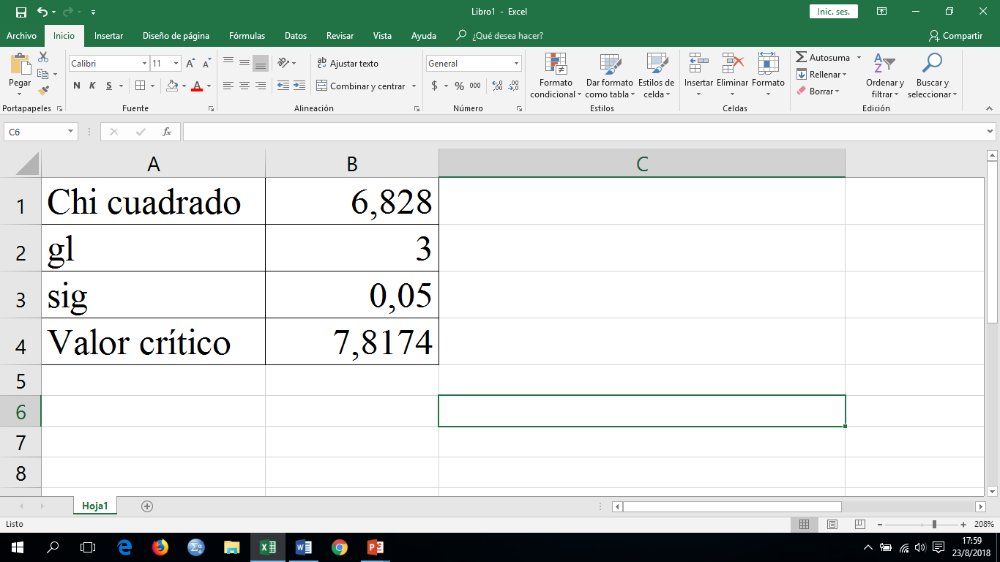 Libro1 - Excel
Inic. ses.
Archivo Inicio Insertar Diseño de página Fórmulas Datos Revisar Vista Ayuda ¿Qué desea hacer? Compartir
Pegar
Calibri 11
N K S
Ajustar texto
Combinar y centrar
General
$ % 000
Formato condicional
Dar formato como tabla
Estilos de celda
Insertar Eliminar Formato
Autosuma
Rellenar
Borrar
Ordenar y filtrar
Buscar y seleccionar
Portapapeles Fuente Alineación Número Estilos Celdas Edición
C6 fx
A B C
1 Chi cuadrado 6,828
2 gl 3
3 sig 0,05
4 Valor crítico 7,8174
5
6
7
8
Hoja1
Listo 208%
17:59
23/8/2018